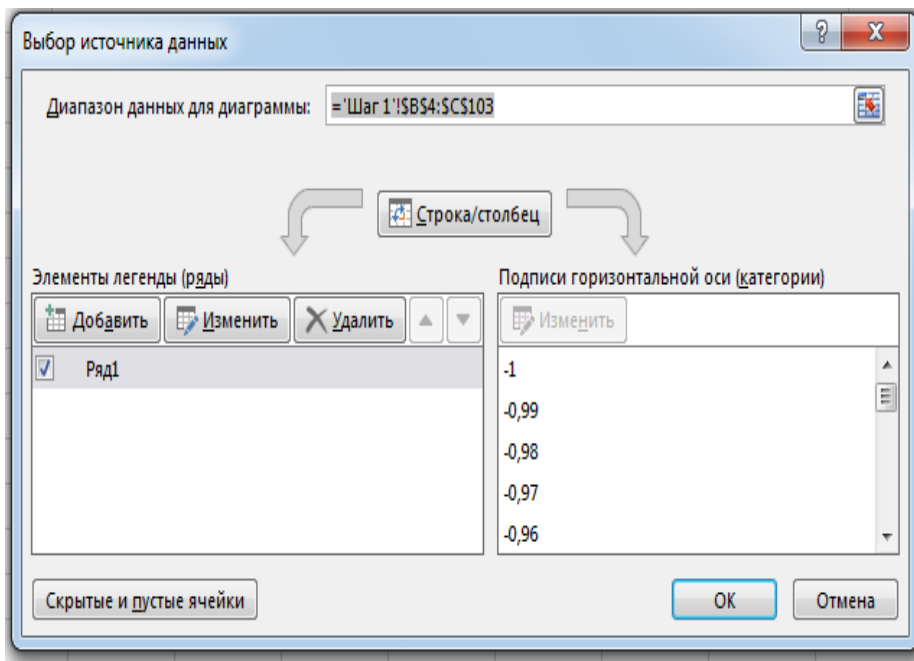 Выбор источника данных
?
X
Диапазон данных для диаграммы: ='Шаг 1'!$B$4:$C$103
Строка/столбец
Элементы легенды (ряды)
Добавить Изменить Удалить
Ряд1
Подписи горизонтальной оси (категории)
Изменить
-1
-0,99
-0,98
-0,97
-0,96
Скрытые и пустые ячейки
ОК Отмена